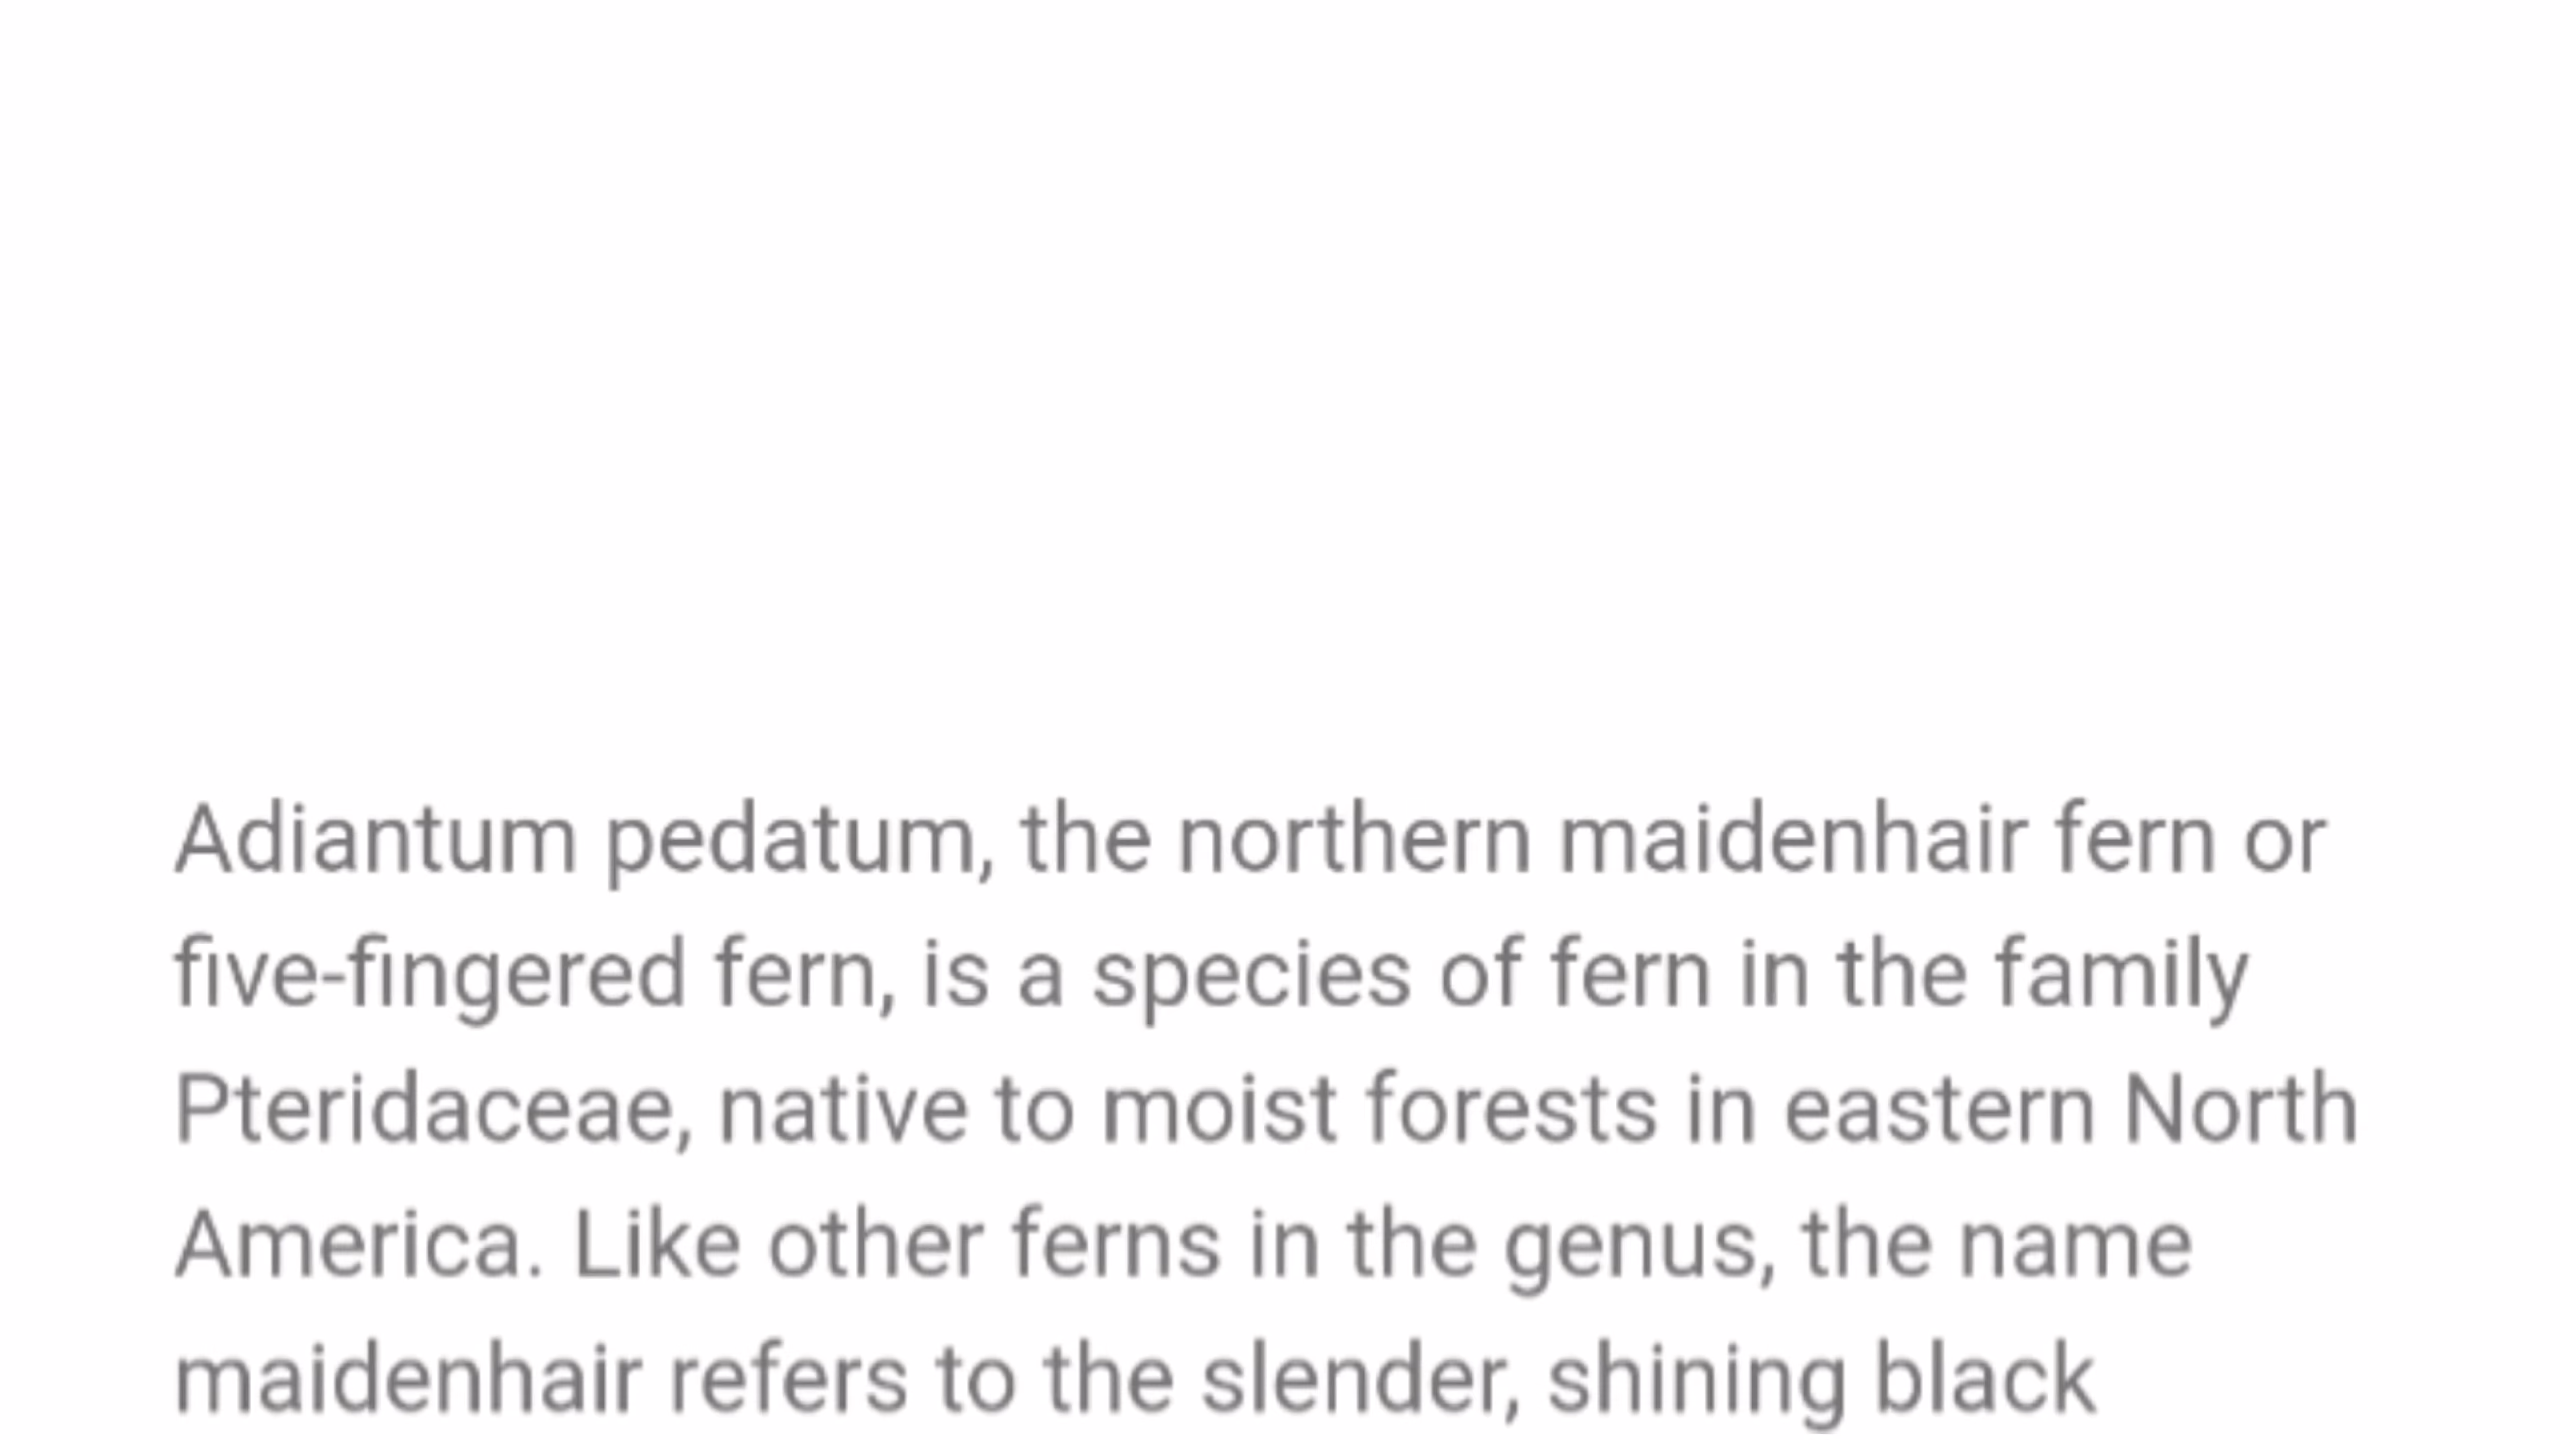 Adiantum pedatum, the northern maidenhair fern or
five-fingered fern, is a species of fern in the family
Pteridaceae, native to moist forests in eastern North
America. Like other ferns in the genus, the name
maidenhair refers to the slender, shining black